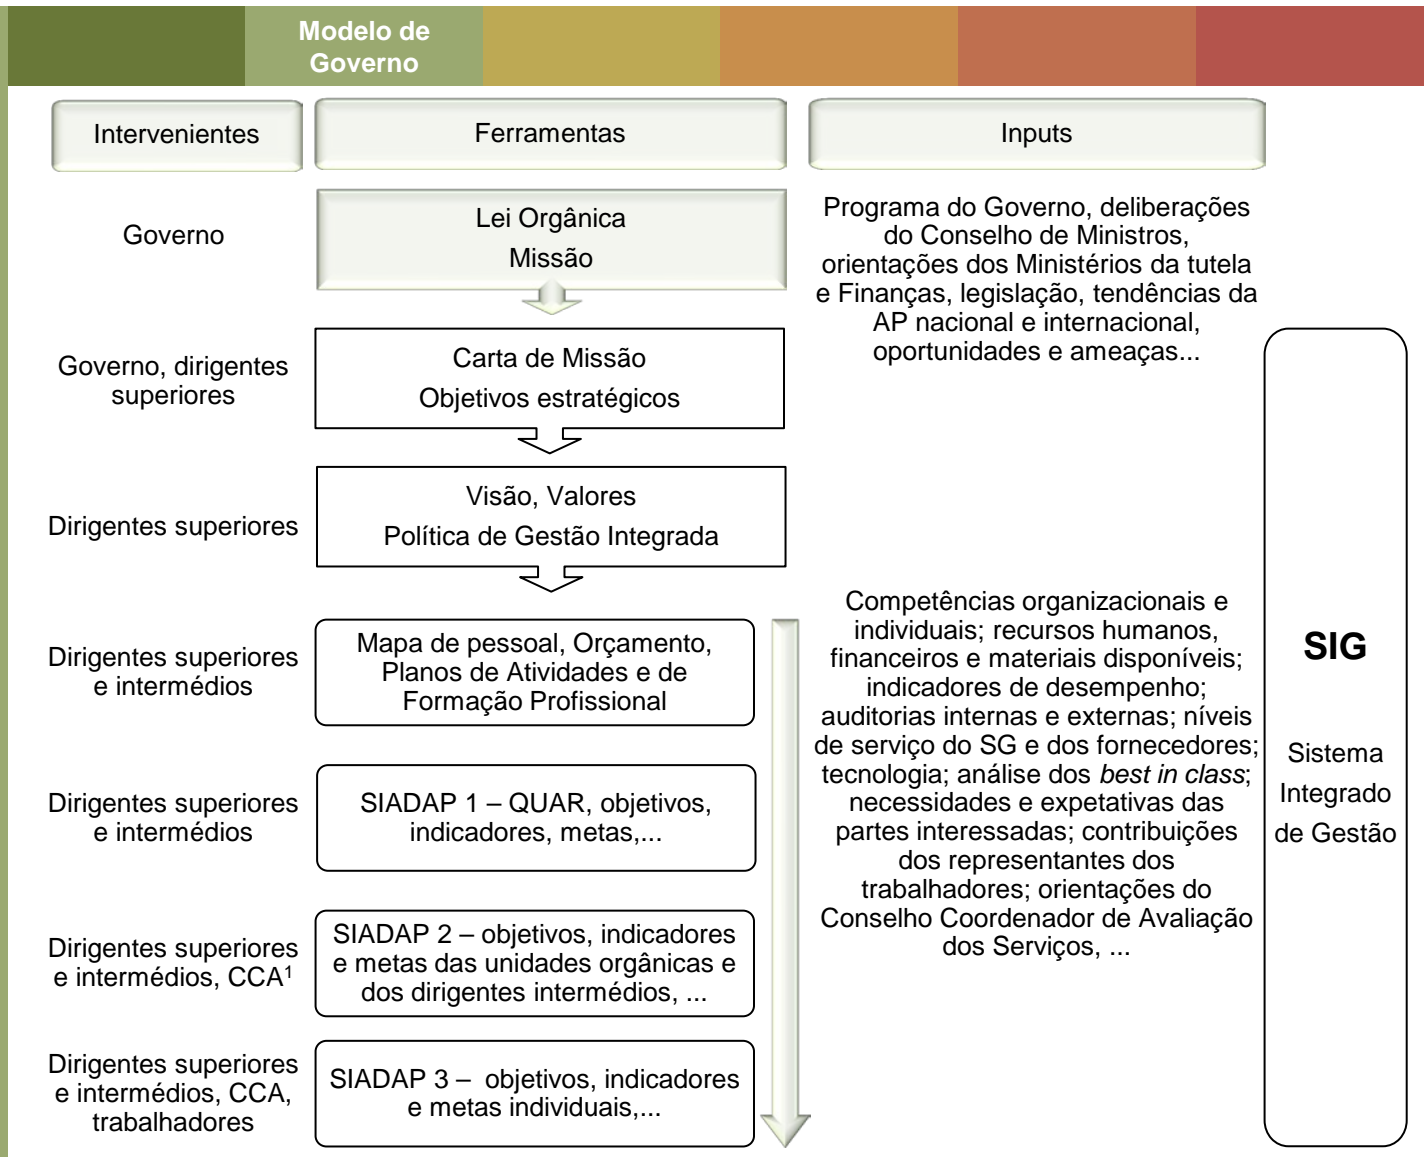 Modelo de
Governo
Intervenientes
Ferramentas
Inputs
Governo
Lei Orgânica
Missão
Programa do Governo, deliberações
do Conselho de Ministros,
orientações dos Ministérios da tutela
e Finanças, legislação, tendências da
AP nacional e internacional,
oportunidades e ameaças...
Governo, dirigentes
superiores
Carta de Missão
Objetivos estratégicos
Dirigentes superiores
Visão, Valores
Política de Gestão Integrada
Dirigentes superiores
e intermédios
Mapa de pessoal, Orçamento,
Planos de Atividades e de
Formação Profissional
Dirigentes superiores
e intermédios
SIADAP 1 – QUAR, objetivos,
indicadores, metas,...
Dirigentes superiores
e intermédios, CCA¹
SIADAP 2 – objetivos, indicadores
e metas das unidades orgânicas e
dos dirigentes intermédios, ...
Dirigentes superiores
e intermédios, CCA,
trabalhadores
SIADAP 3 – objetivos, indicadores
e metas individuais,...
Competências organizacionais e
individuais; recursos humanos,
financeiros e materiais disponíveis;
indicadores de desempenho;
auditorias internas e externas; níveis
de serviço do SG e dos fornecedores;
tecnologia; análise dos best in class;
necessidades e expetativas das
partes interessadas; contribuições
dos representantes dos
trabalhadores; orientações do
Conselho Coordenador de Avaliação
dos Serviços, ...
SIG
Sistema
Integrado
de Gestão